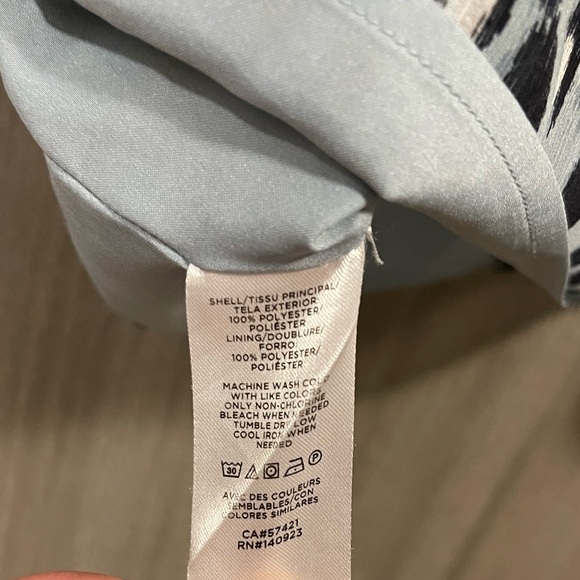 SHELL/TISSU PRINCIPAL/
TELA EXTERIOR:
100% POLYESTER/
POLIÉSTER
LINING/DOUBLURE/
FORRO:
100% POLYESTER/
POLIÉSTER
MACHINE WASH COLD
WITH LIKE COLORS
ONLY NON-CHLORINE
BLEACH WHEN NEEDED
TUMBLE DRY LOW
COOL IRON WHEN
NEEDED
30 P
AVEC DES COULEURS
SEMBLABLES/CON
COLORES SIMILARES
CA#57421
RN#140923